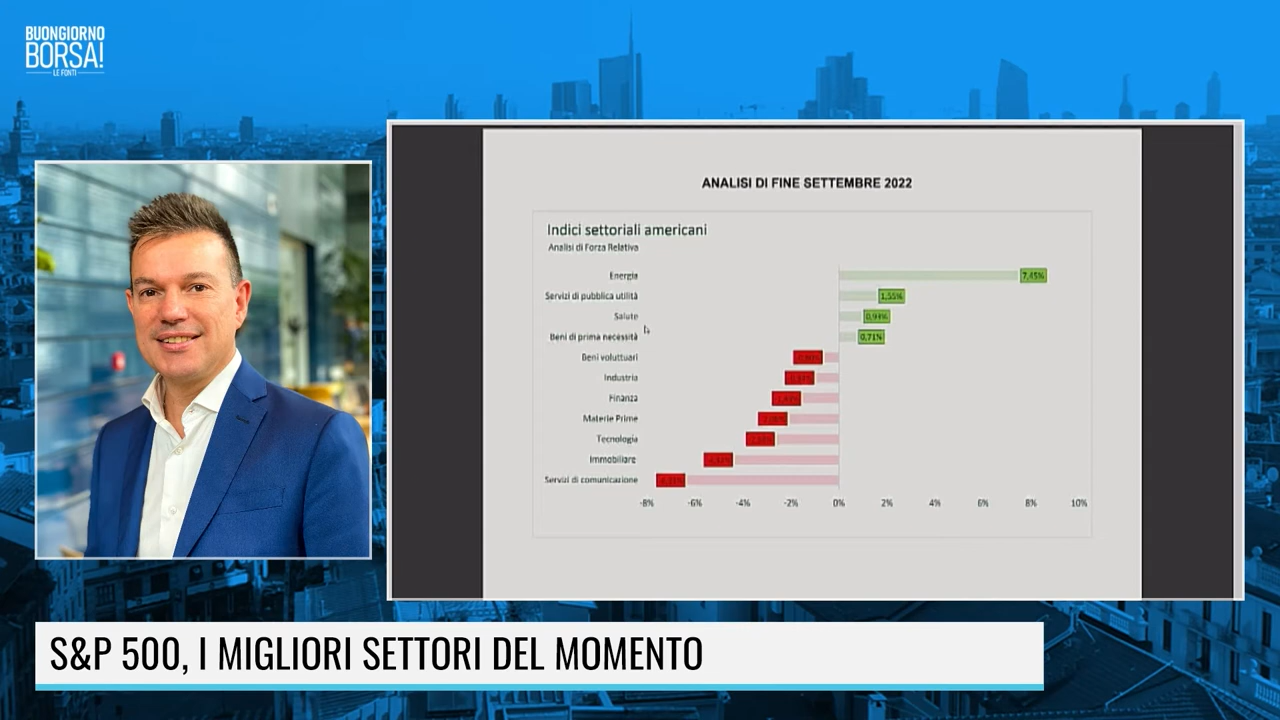 BUONGIORNO
BORSA!
LE FONTI
ANALISI DI FINE SETTEMBRE 2022
Indici settoriali americani
Analisi di Forza Relativa
Energia 7,45%
Servizi di pubblica utilità 1,55%
Salute 0,93%
Beni di prima necessità 0,71%
Beni voluttuari
Industria
Finanza
Materie Prime
Tecnologia
Immobiliare
Servizi di comunicazione
-8% -6% -4% -2% 0% 2% 4% 6% 8% 10%
S&P 500, I MIGLIORI SETTORI DEL MOMENTO